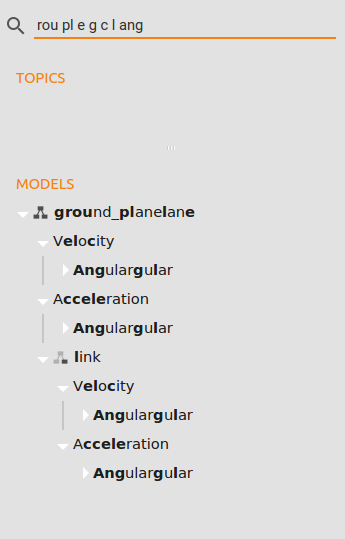 rou pl e g c l ang
TOPICS
MODELS
ground_planelane
Velocity
Angulargular
Acceleration
Angulargular
link
Velocity
Angulargular
Acceleration
Angulargular